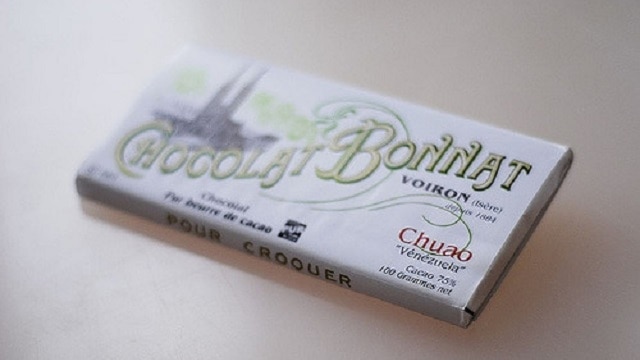 CHOCOLAT BONNAT
VOIRON (Isère)
depuis 1884
Chocolat
Pur beurre de cacao
Chuao
"Vénézuela"
Cacao 75%
100 Grammes net
POUR CROQUER